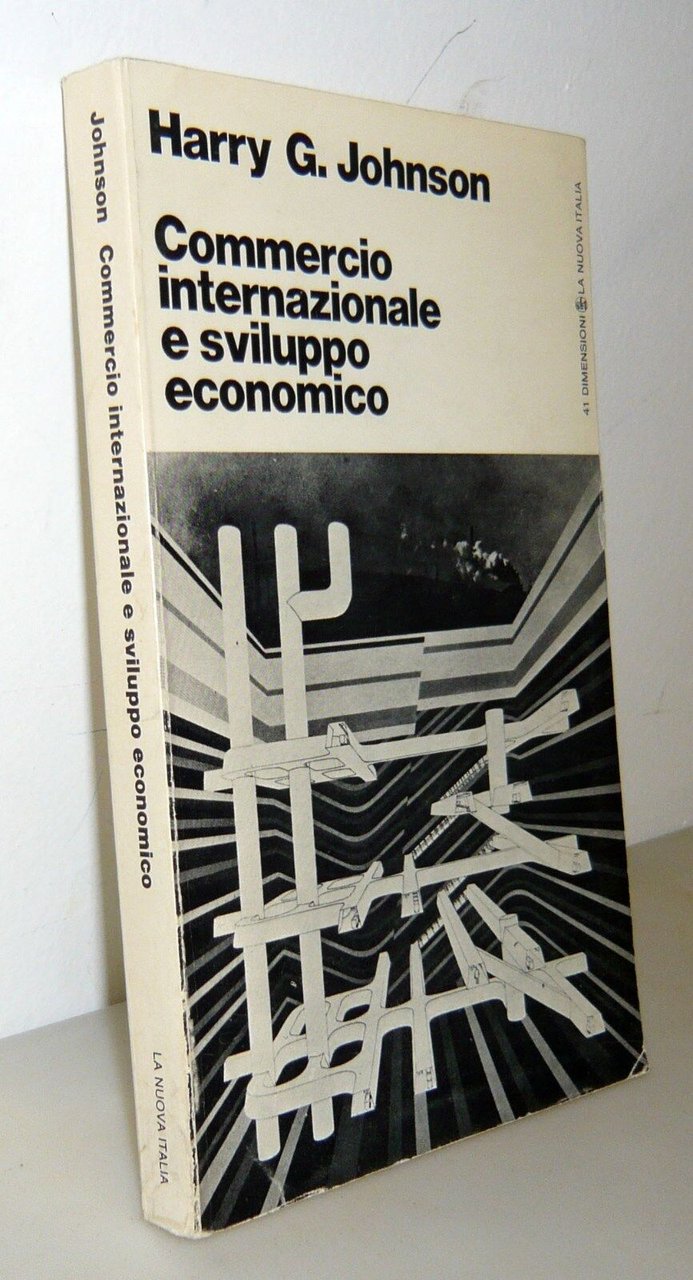 Harry G. Johnson
Commercio
internazionale
e sviluppo
economico
41 DIMENSIONI LA NUOVA ITALIA
Johnson Commercio internazionale e sviluppo economico
LA NUOVA ITALIA